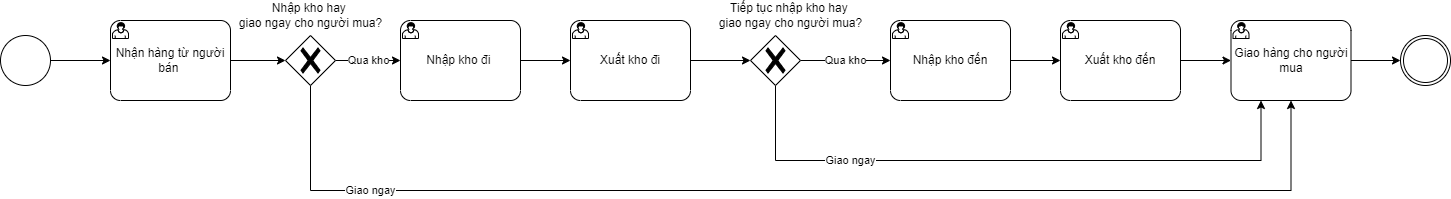 Nhập kho hay
giao ngay cho người mua?
Tiếp tục nhập kho hay
giao ngay cho người mua?
Nhận hàng từ người
bán
Qua kho
Nhập kho đi
Xuất kho đi
Qua kho
Nhập kho đến
Xuất kho đến
Giao hàng cho người
mua
Giao ngay
Giao ngay